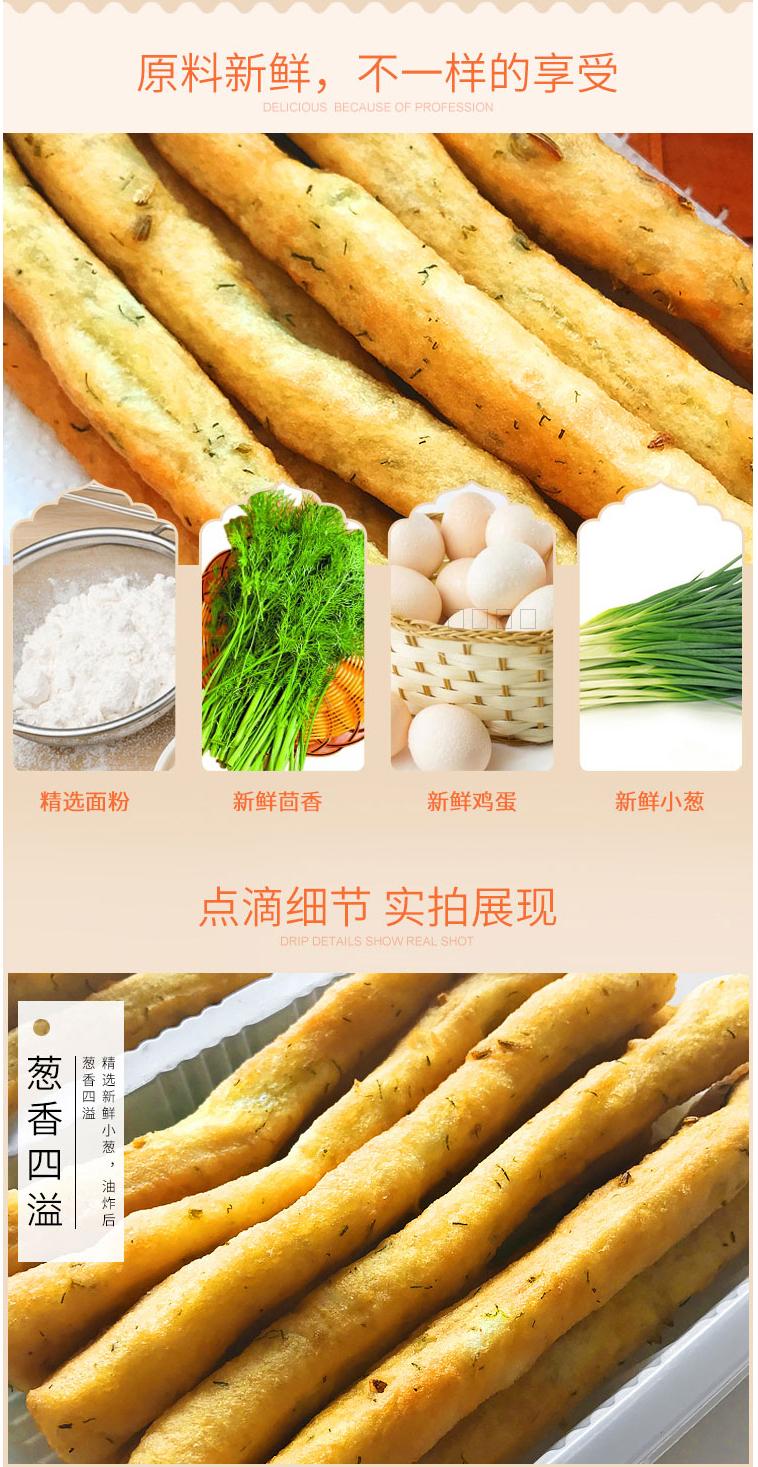 原料新鲜，不一样的享受
DELICIOUS BECAUSE OF PROFESSION
精选面粉
新鲜茴香
新鲜鸡蛋
新鲜小葱
点滴细节 实拍展现
DRIP DETAILS SHOW REAL SHOT
葱香四溢
精选新鲜小葱，油炸后
葱香四溢